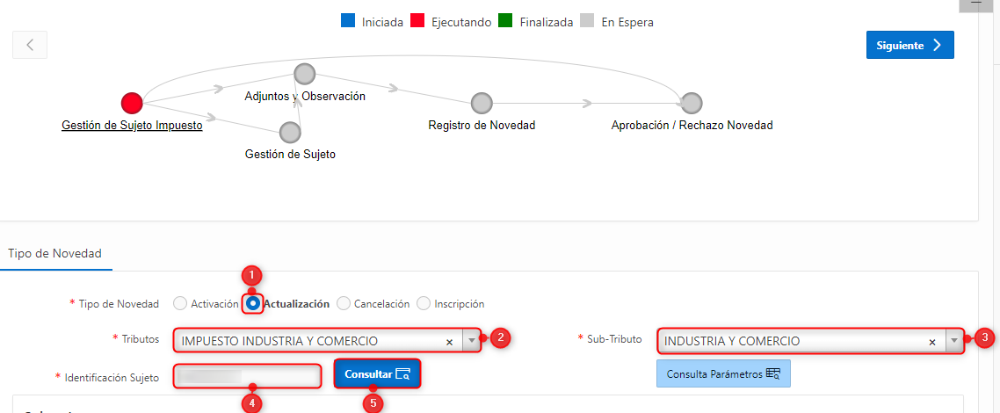 Iniciada Ejecutando Finalizada En Espera
Siguiente
Adjuntos y Observación
Gestión de Sujeto Impuesto
Registro de Novedad
Aprobación / Rechazo Novedad
Gestión de Sujeto
Tipo de Novedad
1
* Tipo de Novedad Activación Actualización Cancelación Inscripción
* Tributos IMPUESTO INDUSTRIA Y COMERCIO × 2
* Sub-Tributo INDUSTRIA Y COMERCIO × 3
* Identificación Sujeto
Consultar
Consulta Parámetros
4
5